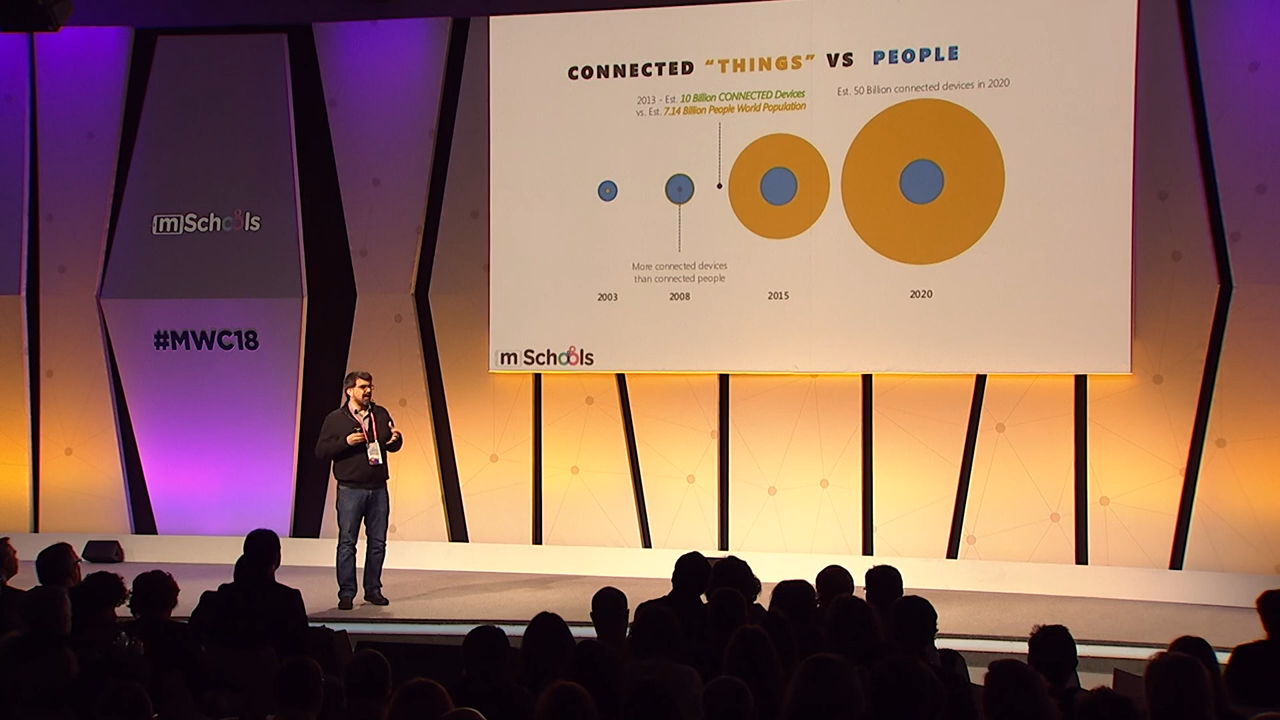 CONNECTED "THINGS" VS PEOPLE
2013 - Est. 10 Billion CONNECTED Devices
vs. Est. 7.14 Billion People World Population
Est. 50 Billion connected devices in 2020
More connected devices
than connected people
2003
2008
2015
2020
mSchools
mSchools
#MWC18